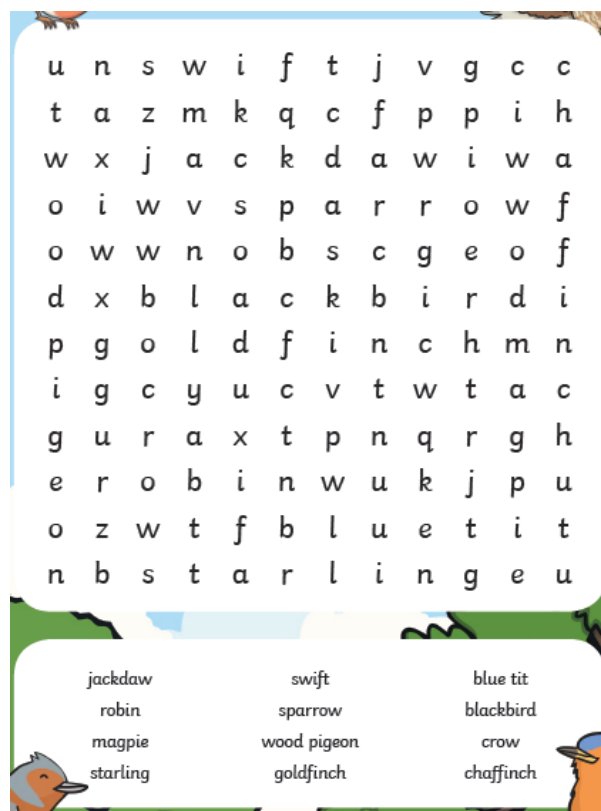 u n s w i f t j v g c c
t a z m k q c f p p i h
w x j a c k d a w i w a
o i w v s p a r r o w f
o w w n o b s c g e o f
d x b l a c k b i r d i
p g o l d f i n c h m n
i g c y u c v t w t a c
g u r a x t p n q r g h
e r o b i n w u k j p u
o z w t f b l u e t i t
n b s t a r l i n g e u
jackdaw swift blue tit
robin sparrow blackbird
magpie wood pigeon crow
starling goldfinch chaffinch